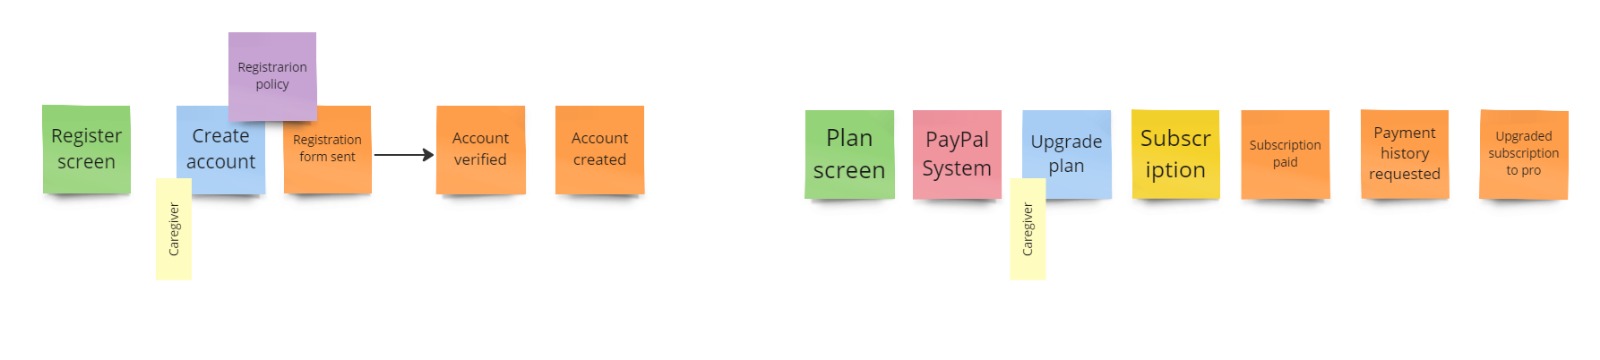 Registrarion
policy
Register
screen
Create
account
Registration
form sent
Account
verified
Account
created
Caregiver
Plan
screen
PayPal
System
Upgrade
plan
Subscr
iption
Subscription
paid
Payment
history
requested
Upgraded
subscription
to pro
Caregiver